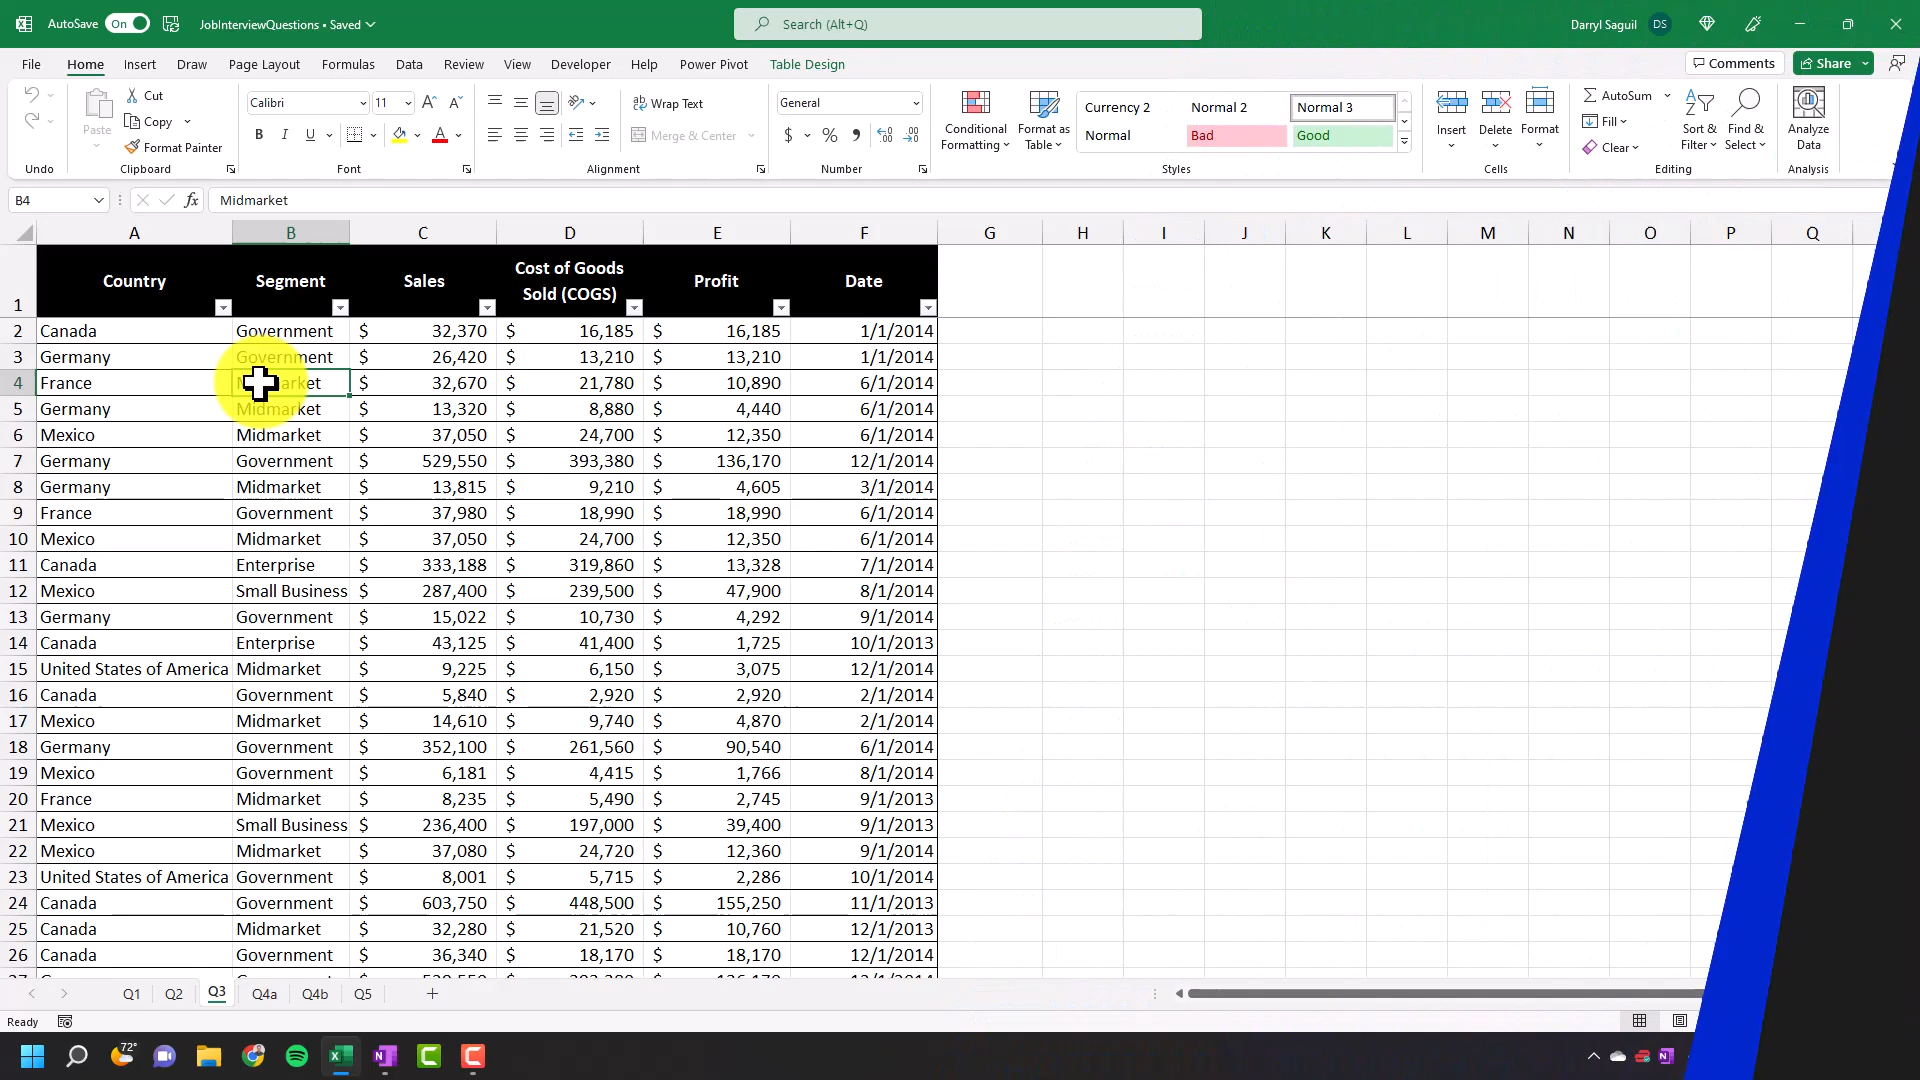 AutoSave On JobInterviewQuestions • Saved Search (Alt+Q) Darryl Saguil DS
File Home Insert Draw Page Layout Formulas Data Review View Developer Help Power Pivot Table Design Comments Share
Paste Cut Copy Format Painter Calibri 11 Wrap Text Merge & Center General Conditional Formatting Format as Table Currency 2 Normal 2 Normal 3 Normal Bad Good Insert Delete Format AutoSum Fill Clear Sort & Filter Find & Select Analyze Data
Undo Clipboard Font Alignment Number Styles Cells Editing Analysis
B4 fx Midmarket
A B C D E F G H I J K L M N O P Q
1 Country Segment Sales Cost of Goods Sold (COGS) Profit Date
2 Canada Government $ 32,370 $ 16,185 $ 16,185 1/1/2014
3 Germany Government $ 26,420 $ 13,210 $ 13,210 1/1/2014
4 France Midmarket $ 32,670 $ 21,780 $ 10,890 6/1/2014
5 Germany Midmarket $ 13,320 $ 8,880 $ 4,440 6/1/2014
6 Mexico Midmarket $ 37,050 $ 24,700 $ 12,350 6/1/2014
7 Germany Government $ 529,550 $ 393,380 $ 136,170 12/1/2014
8 Germany Midmarket $ 13,815 $ 9,210 $ 4,605 3/1/2014
9 France Government $ 37,980 $ 18,990 $ 18,990 6/1/2014
10 Mexico Midmarket $ 37,050 $ 24,700 $ 12,350 6/1/2014
11 Canada Enterprise $ 333,188 $ 319,860 $ 13,328 7/1/2014
12 Mexico Small Business $ 287,400 $ 239,500 $ 47,900 8/1/2014
13 Germany Government $ 15,022 $ 10,730 $ 4,292 9/1/2014
14 Canada Enterprise $ 43,125 $ 41,400 $ 1,725 10/1/2013
15 United States of America Midmarket $ 9,225 $ 6,150 $ 3,075 12/1/2014
16 Canada Government $ 5,840 $ 2,920 $ 2,920 2/1/2014
17 Mexico Midmarket $ 14,610 $ 9,740 $ 4,870 2/1/2014
18 Germany Government $ 352,100 $ 261,560 $ 90,540 6/1/2014
19 Mexico Government $ 6,181 $ 4,415 $ 1,766 8/1/2014
20 France Midmarket $ 8,235 $ 5,490 $ 2,745 9/1/2013
21 Mexico Small Business $ 236,400 $ 197,000 $ 39,400 9/1/2013
22 Mexico Midmarket $ 37,080 $ 24,720 $ 12,360 9/1/2014
23 United States of America Government $ 8,001 $ 5,715 $ 2,286 10/1/2014
24 Canada Government $ 603,750 $ 448,500 $ 155,250 11/1/2013
25 Canada Midmarket $ 32,280 $ 21,520 $ 10,760 12/1/2013
26 Canada Government $ 36,340 $ 18,170 $ 18,170 12/1/2014
Q1 Q2 Q3 Q4a Q4b Q5
Ready
72°